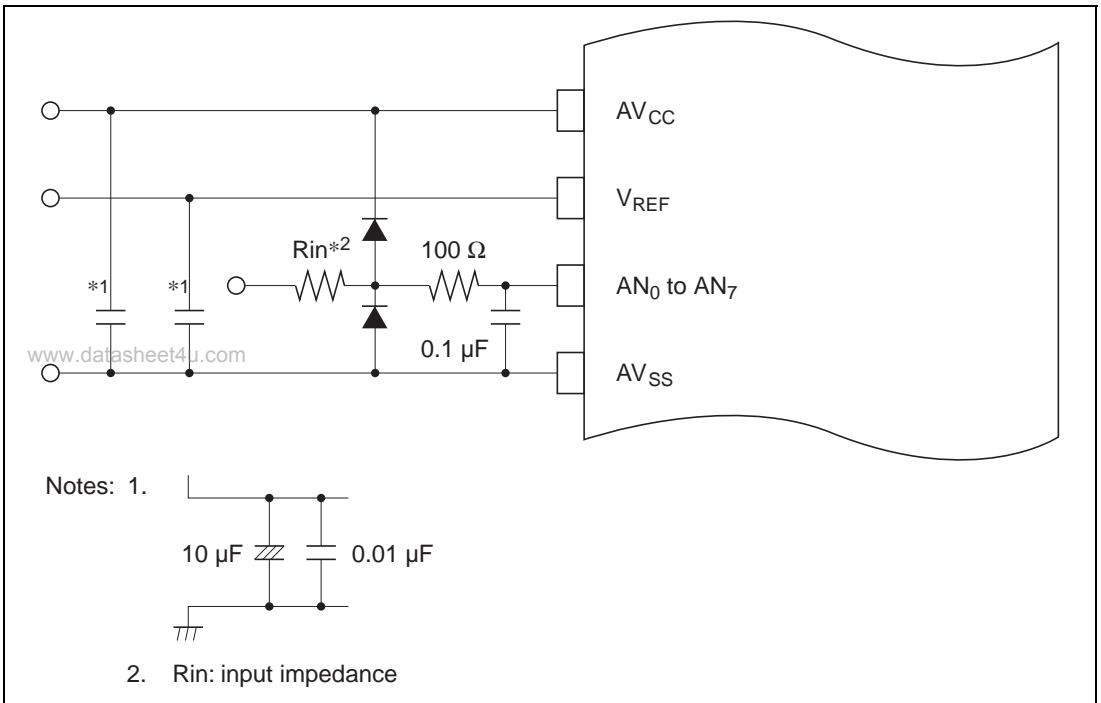 AVCC
VREF
Rin*2
100 Ω
*1
*1
AN0 to AN7
0.1 µF
www.datasheet4u.com
AVSS
Notes: 1.
10 µF
0.01 µF
2. Rin: input impedance